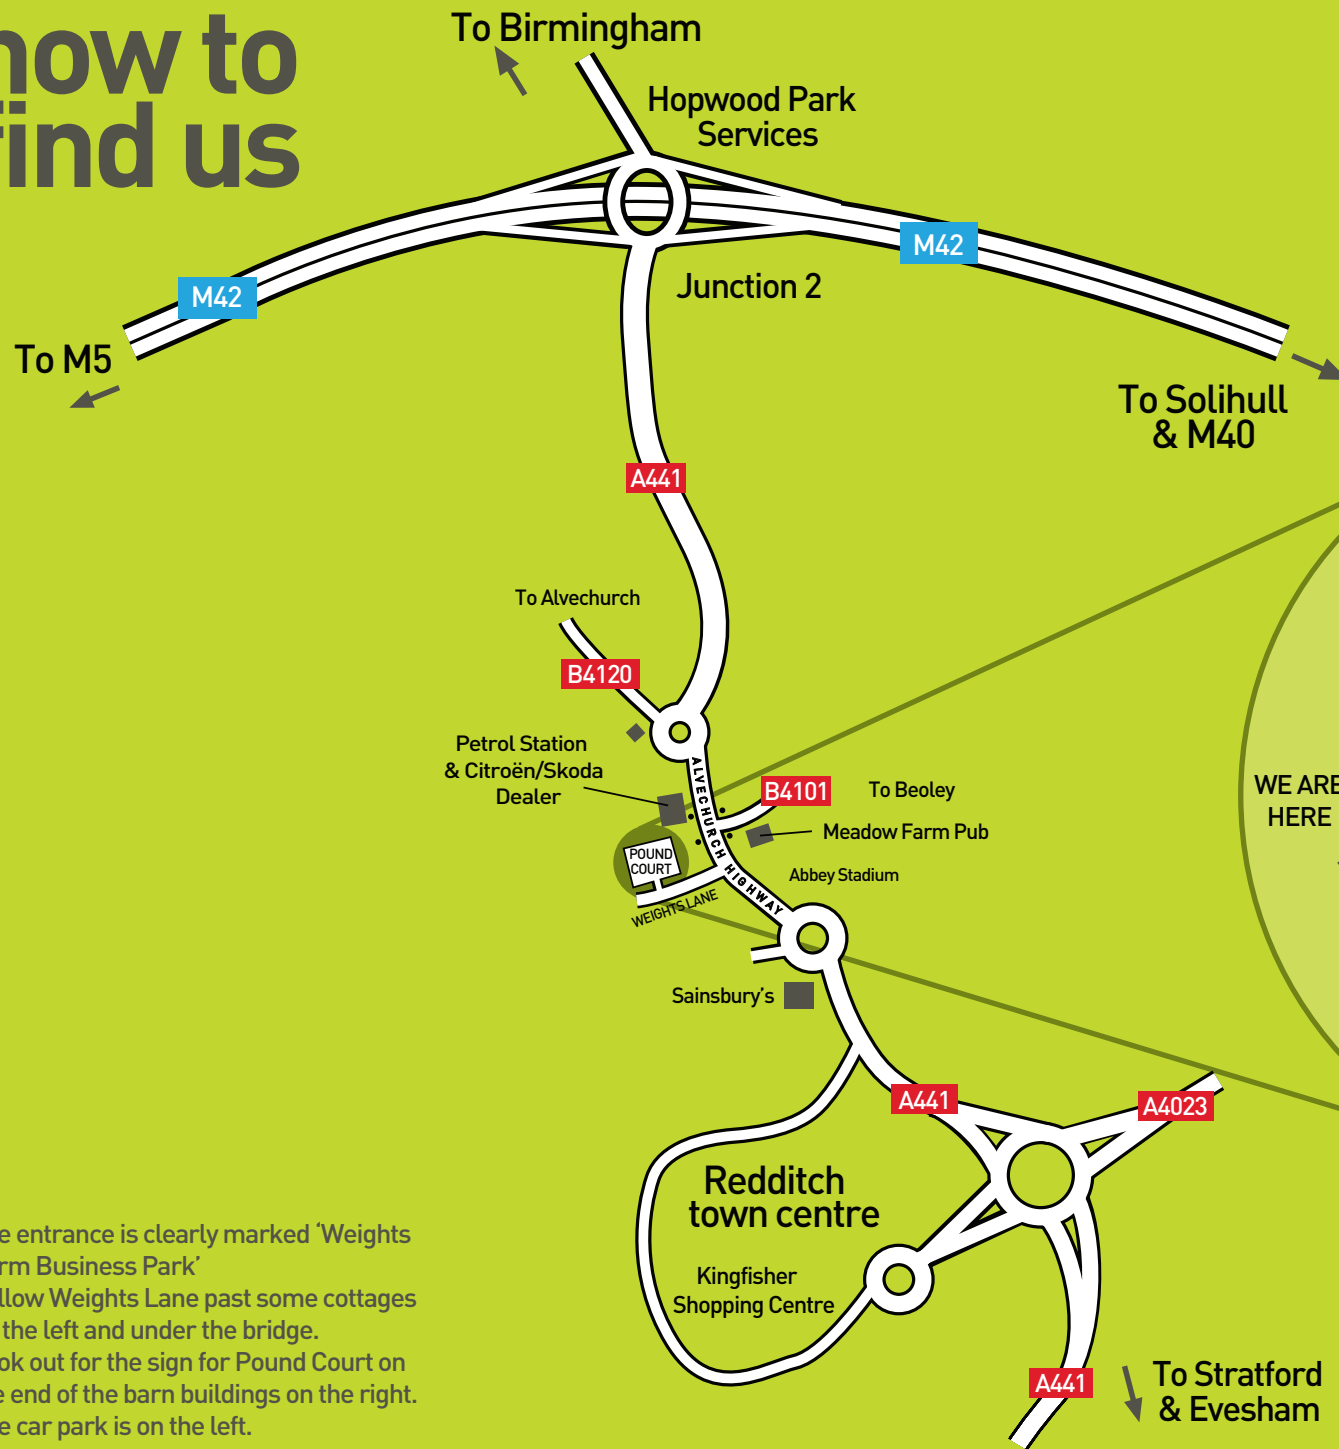 how to
find us
To Birmingham
Hopwood Park
Services
M42
M42
Junction 2
To M5
To Solihull
& M40
A441
To Alvechurch
B4120
Petrol Station
& Citroën/Skoda
Dealer
ALVECHURCH HIGHWAY
B4101
To Beoley
Meadow Farm Pub
WE ARE
HERE
POUND
COURT
Abbey Stadium
WEIGHTS LANE
Sainsbury's
A441
A4023
Redditch
town centre
Kingfisher
Shopping Centre
A441
To Stratford
& Evesham
e entrance is clearly marked ‘Weights
rm Business Park’
llow Weights Lane past some cottages
the left and under the bridge.
ok out for the sign for Pound Court on
e end of the barn buildings on the right.
e car park is on the left.